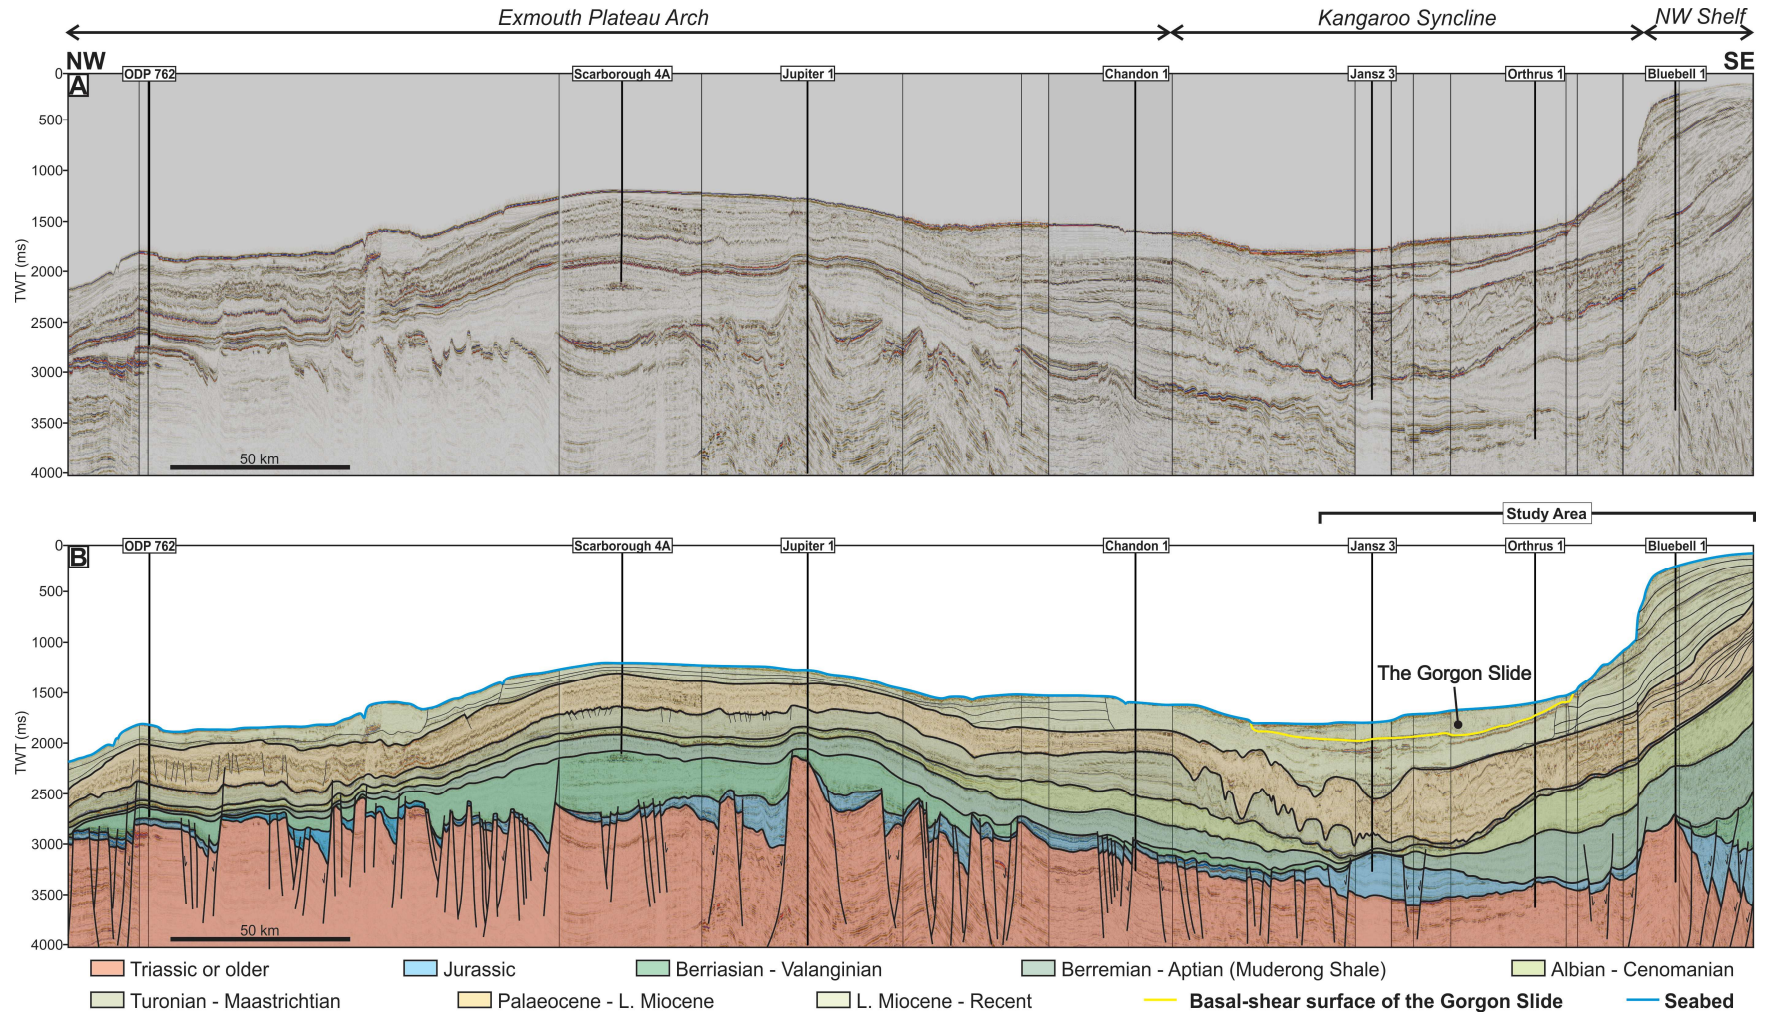 Exmouth Plateau Arch Kangaroo Syncline NW Shelf
NW SE
A
ODP 762 Scarborough 4A Jupiter 1 Chandon 1 Jansz 3 Orthrus 1 Bluebell 1
0
500
1000
1500
2000
2500
3000
3500
4000
TWT (ms)
50 km
Study Area
B
ODP 762 Scarborough 4A Jupiter 1 Chandon 1 Jansz 3 Orthrus 1 Bluebell 1
0
500
1000
1500
2000
2500
3000
3500
4000
TWT (ms)
The Gorgon Slide
50 km
Triassic or older Jurassic Berriasian - Valanginian Berremian - Aptian (Muderong Shale) Albian - Cenomanian
Turonian - Maastrichtian Palaeocene - L. Miocene L. Miocene - Recent Basal-shear surface of the Gorgon Slide Seabed